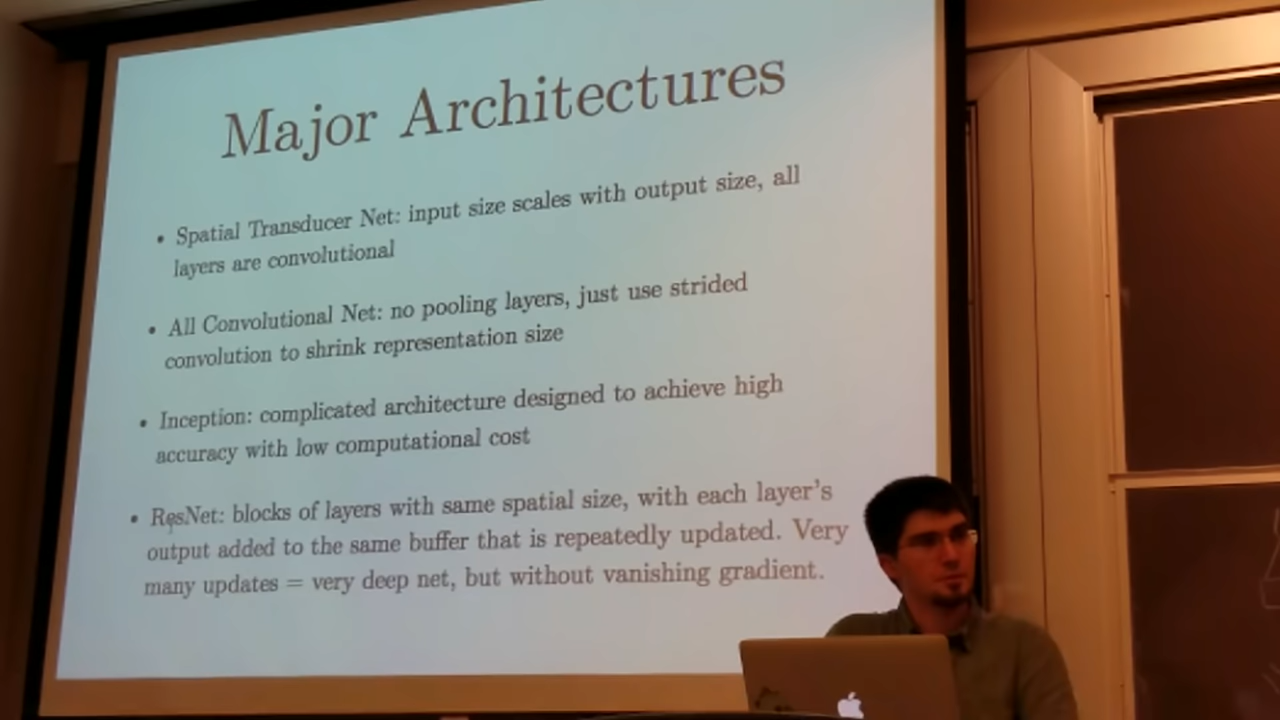 Major Architectures
• Spatial Transducer Net: input size scales with output size, all
layers are convolutional
• All Convolutional Net: no pooling layers, just use strided
convolution to shrink representation size
• Inception: complicated architecture designed to achieve high
accuracy with low computational cost
• ResNet: blocks of layers with same spatial size, with each layer's
output added to the same buffer that is repeatedly updated. Very
many updates = very deep net, but without vanishing gradient.